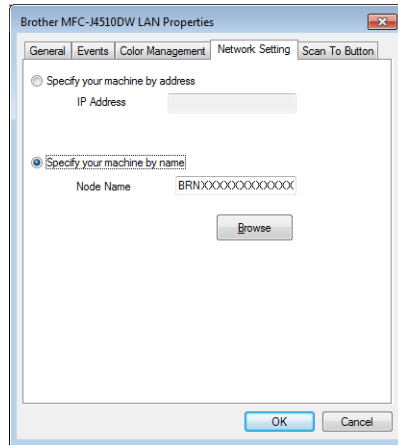 Brother MFC-J4510DW LAN Properties
General Events Color Management Network Setting Scan To Button
Specify your machine by address
IP Address
Specify your machine by name
Node Name BRNXXXXXXXXXXXX
Browse
OK Cancel